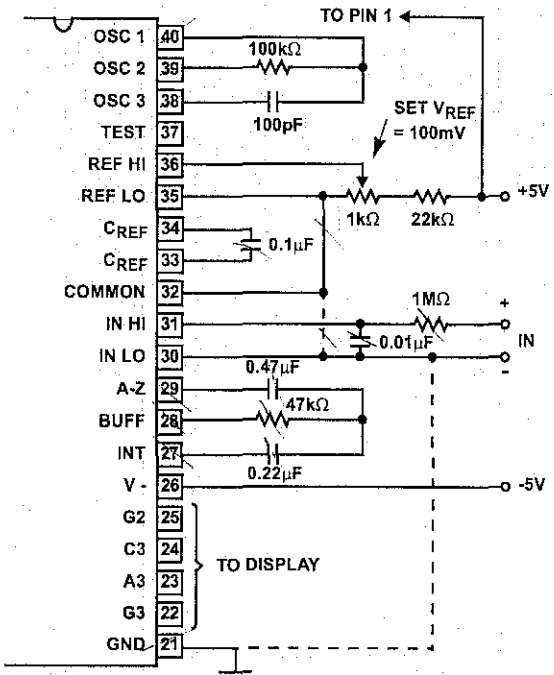 TO PIN 1
OSC 1 40
100kΩ
OSC 2 39
OSC 3 38
100pF
TEST 37
SET VREF
= 100mV
REF HI 36
REF LO 35
+5V
1kΩ 22kΩ
CREF 34
0.1µF
CREF 33
COMMON 32
1MΩ
IN HI 31
+
IN
0.01µF
IN LO 30
-
0.47µF
A-Z 29
47kΩ
BUFF 28
INT 27
0.22µF
V - 26
-5V
G2 25
C3 24
TO DISPLAY
A3 23
G3 22
GND 21